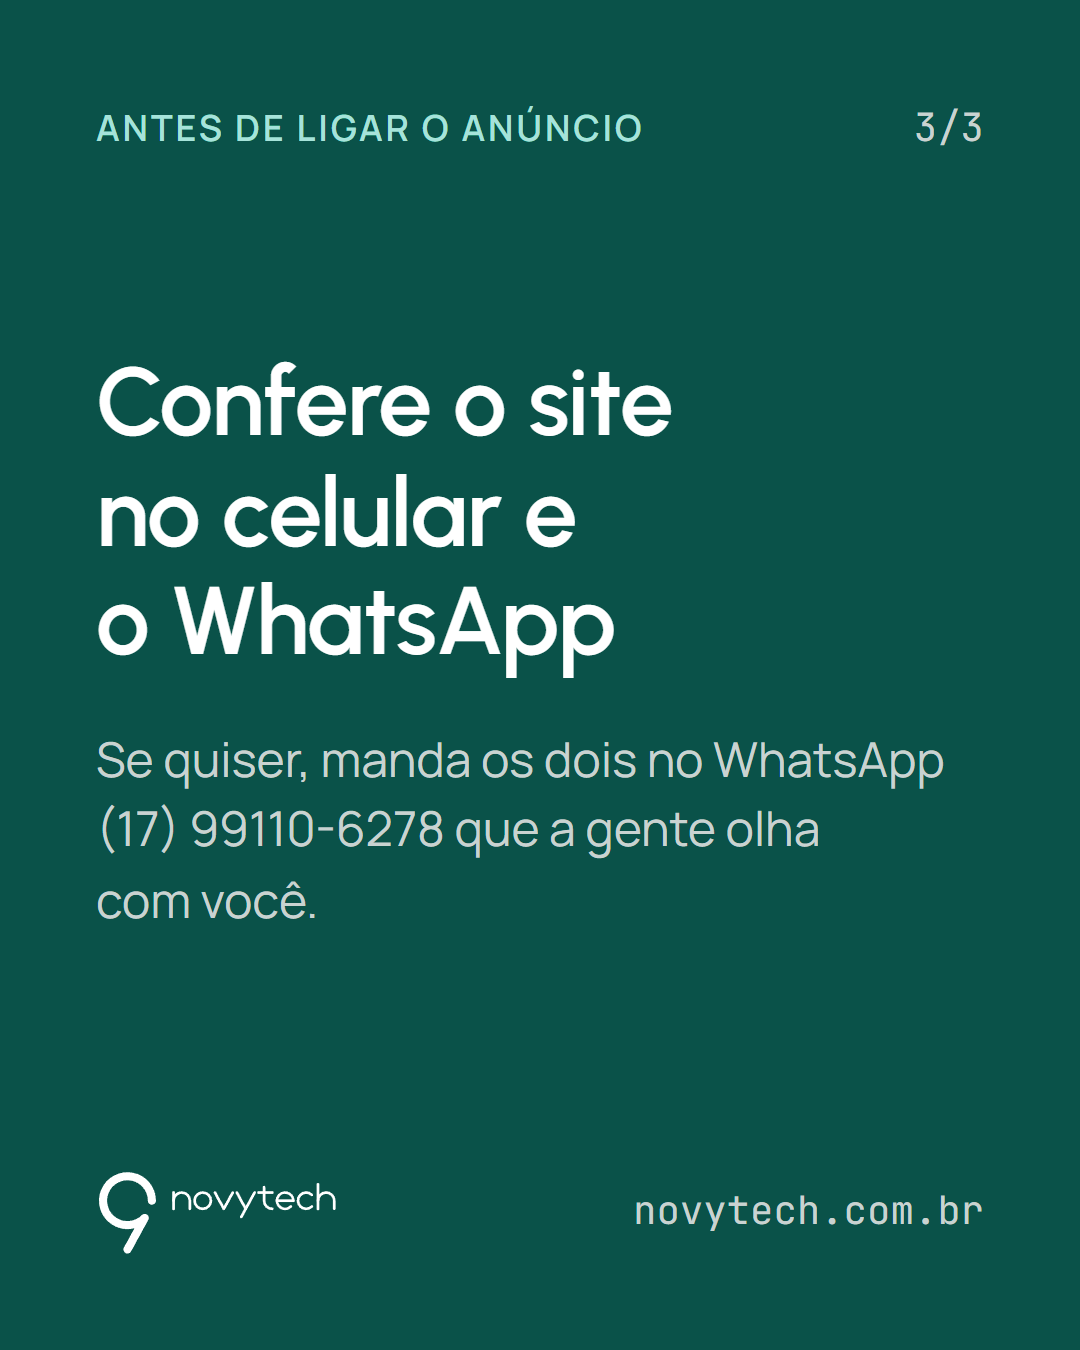 ANTES DE LIGAR O ANÚNCIO
3/3
Confere o site
no celular e
o WhatsApp
Se quiser, manda os dois no WhatsApp
(17) 99110-6278 que a gente olha
com você.
novytech
novytech.com.br